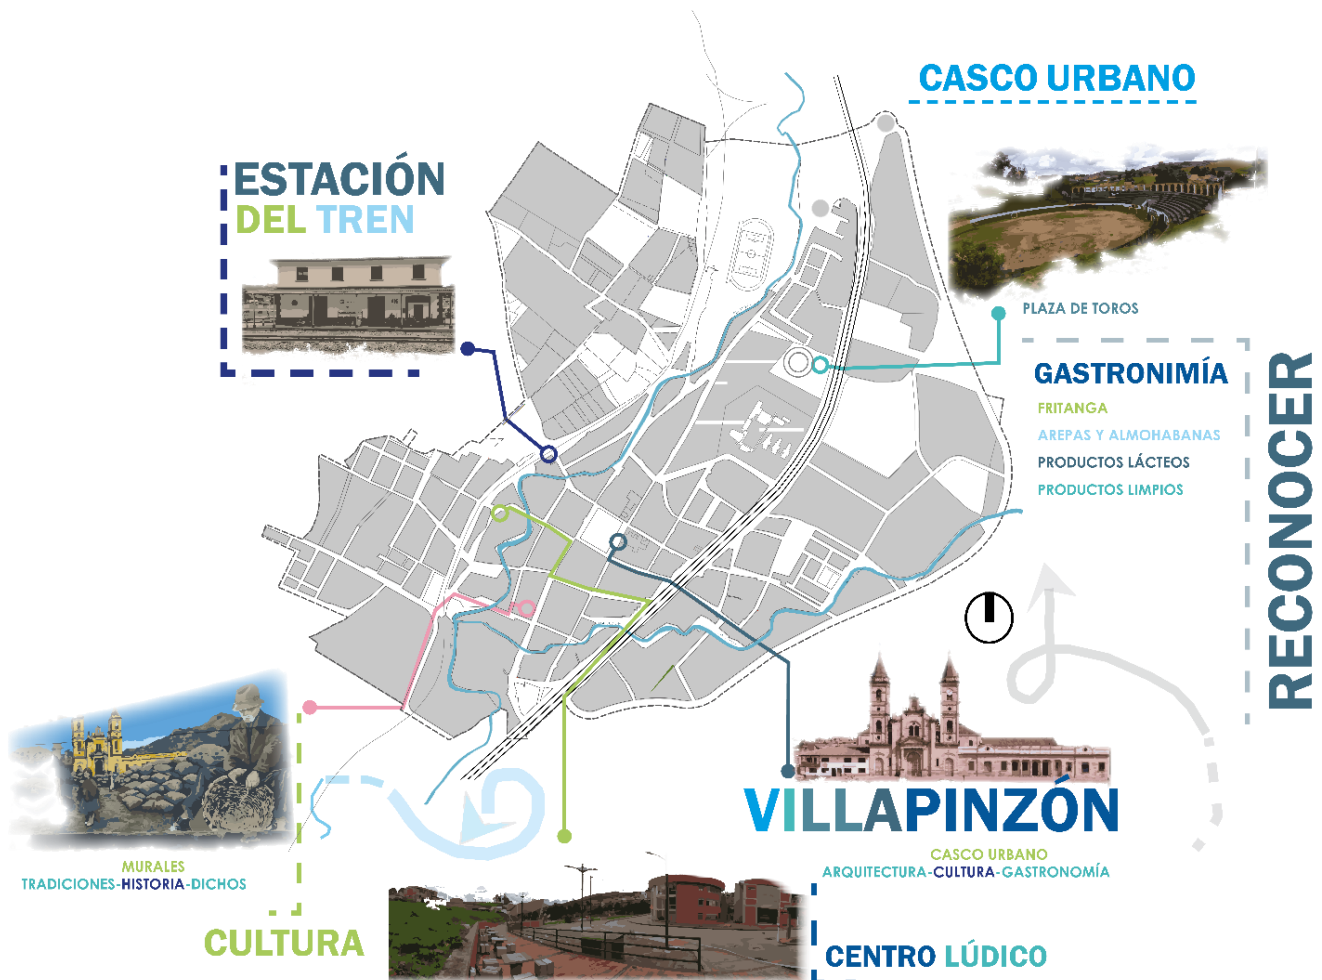 CASCO URBANO
ESTACIÓN
DEL TREN
PLAZA DE TOROS
GASTRONIMÍA
FRITANGA
AREPAS Y ALMOHABANAS
PRODUCTOS LÁCTEOS
PRODUCTOS LIMPIOS
RECONOCER
VILLAPINZÓN
CASCO URBANO
ARQUITECTURA-CULTURA-GASTRONOMÍA
MURALES
TRADICIONES-HISTORIA-DICHOS
CULTURA
CENTRO LÚDICO